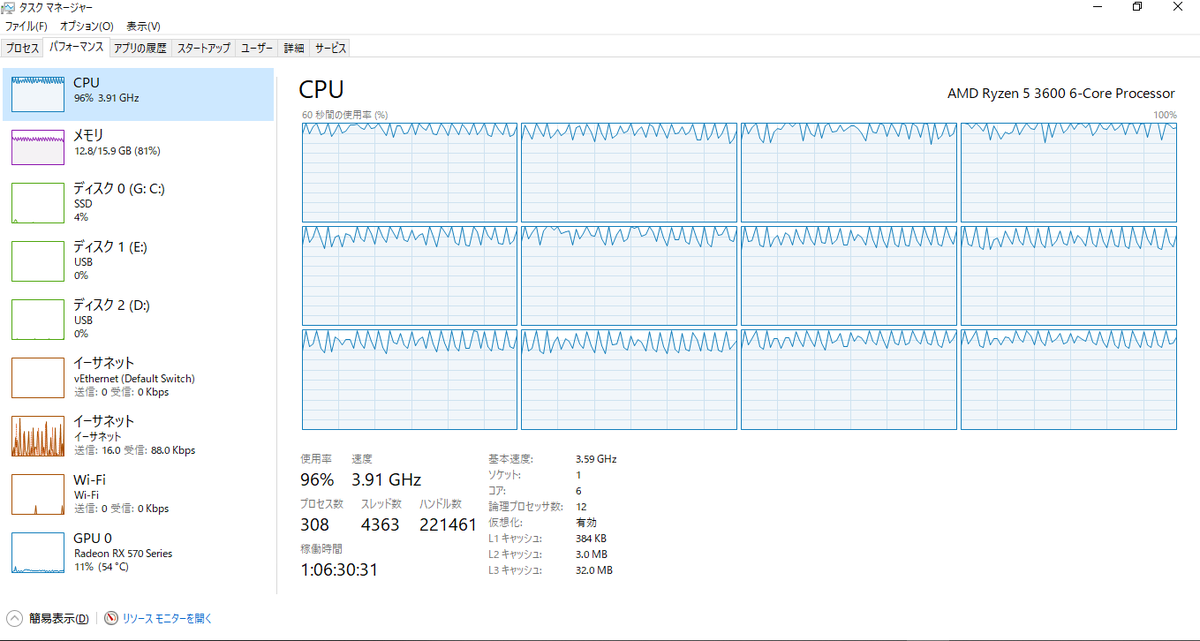 タスク マネージャー
ファイル(F) オプション(O) 表示(V)
プロセス パフォーマンス アプリの履歴 スタートアップ ユーザー 詳細 サービス
CPU
96% 3.91 GHz
メモリ
12.8/15.9 GB (81%)
ディスク 0 (G: C:)
SSD
4%
ディスク 1 (E:)
USB
0%
ディスク 2 (D:)
USB
0%
イーサネット
vEthernet (Default Switch)
送信: 0 受信: 0 Kbps
イーサネット
イーサネット
送信: 16.0 受信: 88.0 Kbps
Wi-Fi
Wi-Fi
送信: 0 受信: 0 Kbps
GPU 0
Radeon RX 570 Series
11% (54 °C)
CPU
AMD Ryzen 5 3600 6-Core Processor
60 秒間の使用率 (%)
100%
使用率 速度
96% 3.91 GHz
プロセス数 スレッド数 ハンドル数
308 4363 221461
稼働時間
1:06:30:31
基本速度: 3.59 GHz
ソケット: 1
コア: 6
論理プロセッサ数: 12
仮想化: 有効
L1 キャッシュ: 384 KB
L2 キャッシュ: 3.0 MB
L3 キャッシュ: 32.0 MB
簡易表示(D) リソース モニターを開く